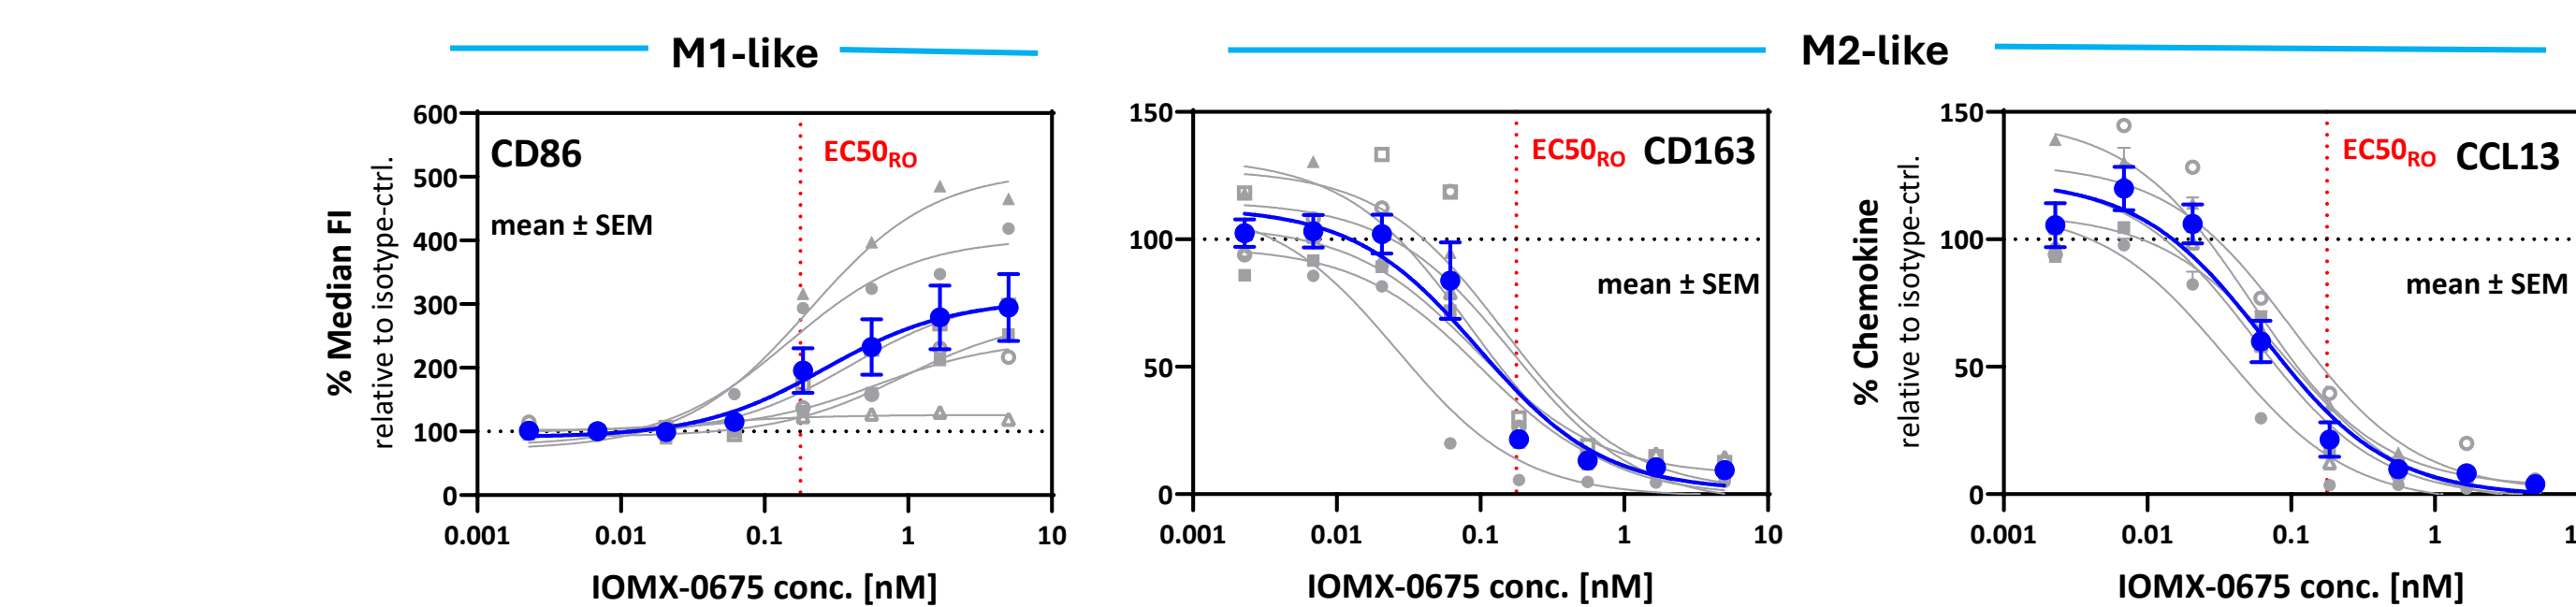 M1-like
M2-like
% Median FI
relative to isotype-ctrl.
600
500
400
300
200
100
0
CD86
mean ± SEM
EC50RO
0.001 0.01 0.1 1 10
IOMX-0675 conc. [nM]
150
100
50
0
EC50RO CD163
mean ± SEM
0.001 0.01 0.1 1 10
IOMX-0675 conc. [nM]
% Chemokine
relative to isotype-ctrl.
150
100
50
0
EC50RO CCL13
mean ± SEM
0.001 0.01 0.1 1
IOMX-0675 conc. [nM]